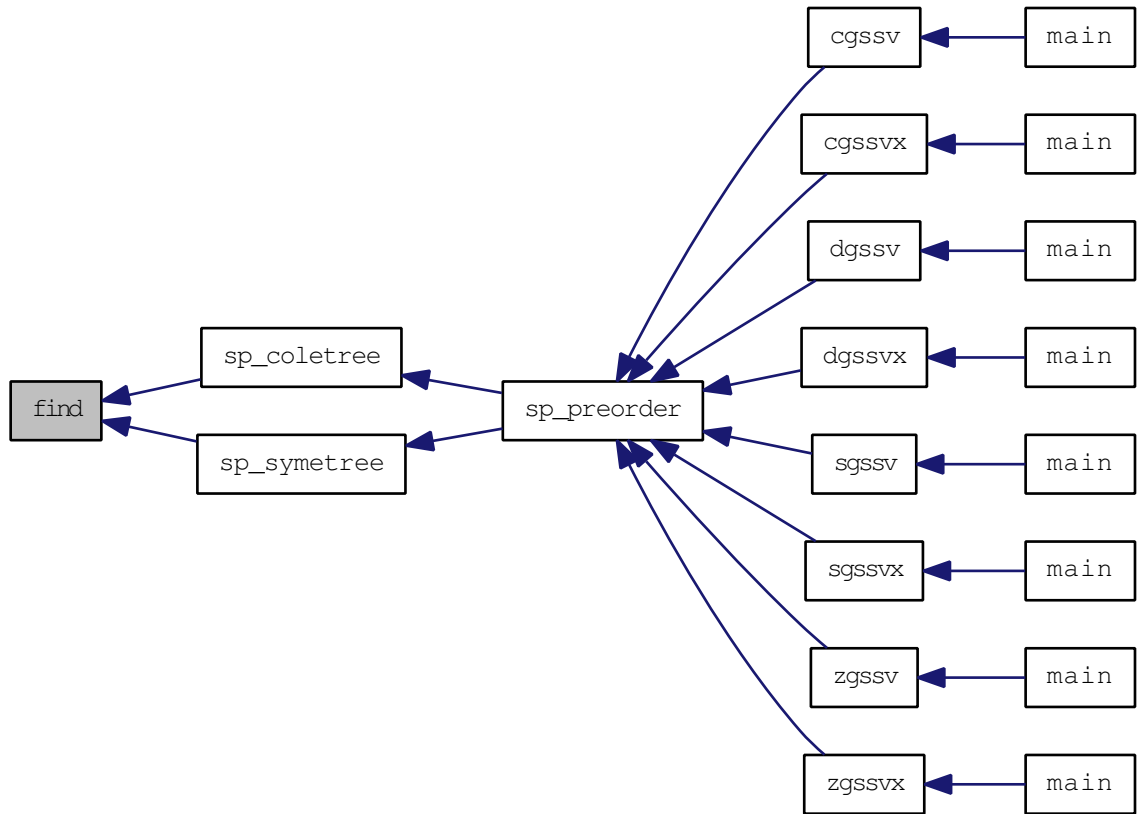 cgssv
main
cgssvx
main
dgssv
main
sp_coletree
dgssvx
main
find
sp_preorder
sp_symetree
sgssv
main
sgssvx
main
zgssv
main
zgssvx
main